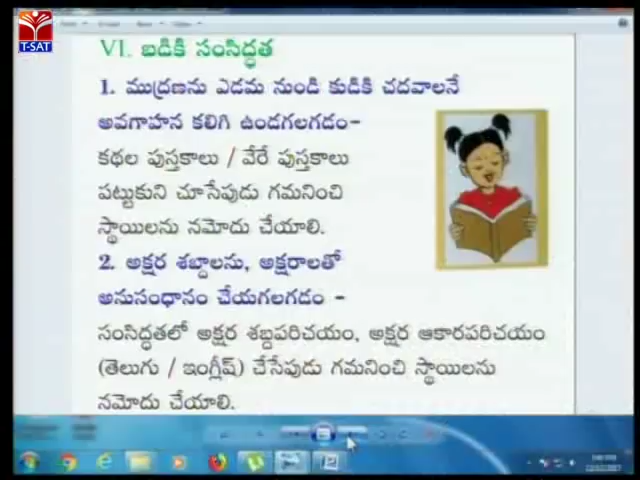 T-SAT
VI. బడికి సంసిద్ధత
1. ముద్రణను ఎడమ నుండి కుడికి చదవాలనే
అవగాహన కలిగి ఉండగలగడం-
కథల పుస్తకాలు / వేరే పుస్తకాలు
పట్టుకుని చూసేపుడు గమనించి
స్థాయిలను నమోదు చేయాలి.
2. అక్షర శబ్దాలను, అక్షరాలతో
అనుసంధానం చేయగలగడం -
సంసిద్ధతలో అక్షర శబ్దపరిచయం, అక్షర ఆకారపరిచయం
(తెలుగు / ఇంగ్లీష్) చేసేపుడు గమనించి స్థాయిలను
నమోదు చేయాలి.